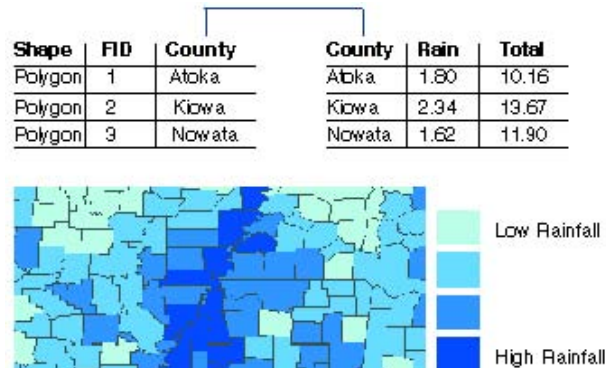 Shape FID County
Polygon 1 Atoka
Polygon 2 Kiowa
Polygon 3 Nowata
County Rain Total
Atoka 1.80 10.16
Kiowa 2.34 13.67
Nowata 1.62 11.90
Low Rainfall
High Rainfall